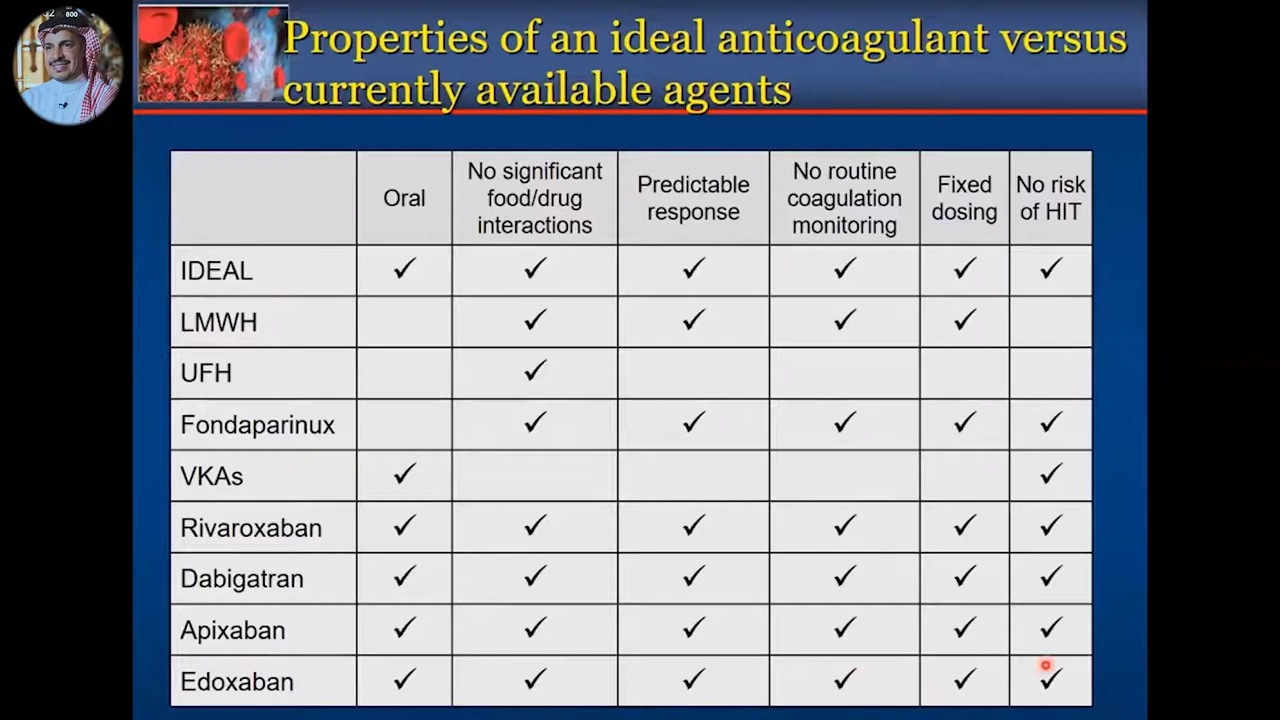 Properties of an ideal anticoagulant versus
currently available agents
Oral
No significant
food/drug
interactions
Predictable
response
No routine
coagulation
monitoring
Fixed
dosing
No risk
of HIT
IDEAL ✓ ✓ ✓ ✓ ✓ ✓
LMWH ✓ ✓ ✓ ✓
UFH ✓
Fondaparinux ✓ ✓ ✓ ✓ ✓
VKAs ✓ ✓
Rivaroxaban ✓ ✓ ✓ ✓ ✓ ✓
Dabigatran ✓ ✓ ✓ ✓ ✓ ✓
Apixaban ✓ ✓ ✓ ✓ ✓ ✓
Edoxaban ✓ ✓ ✓ ✓ ✓ ✓